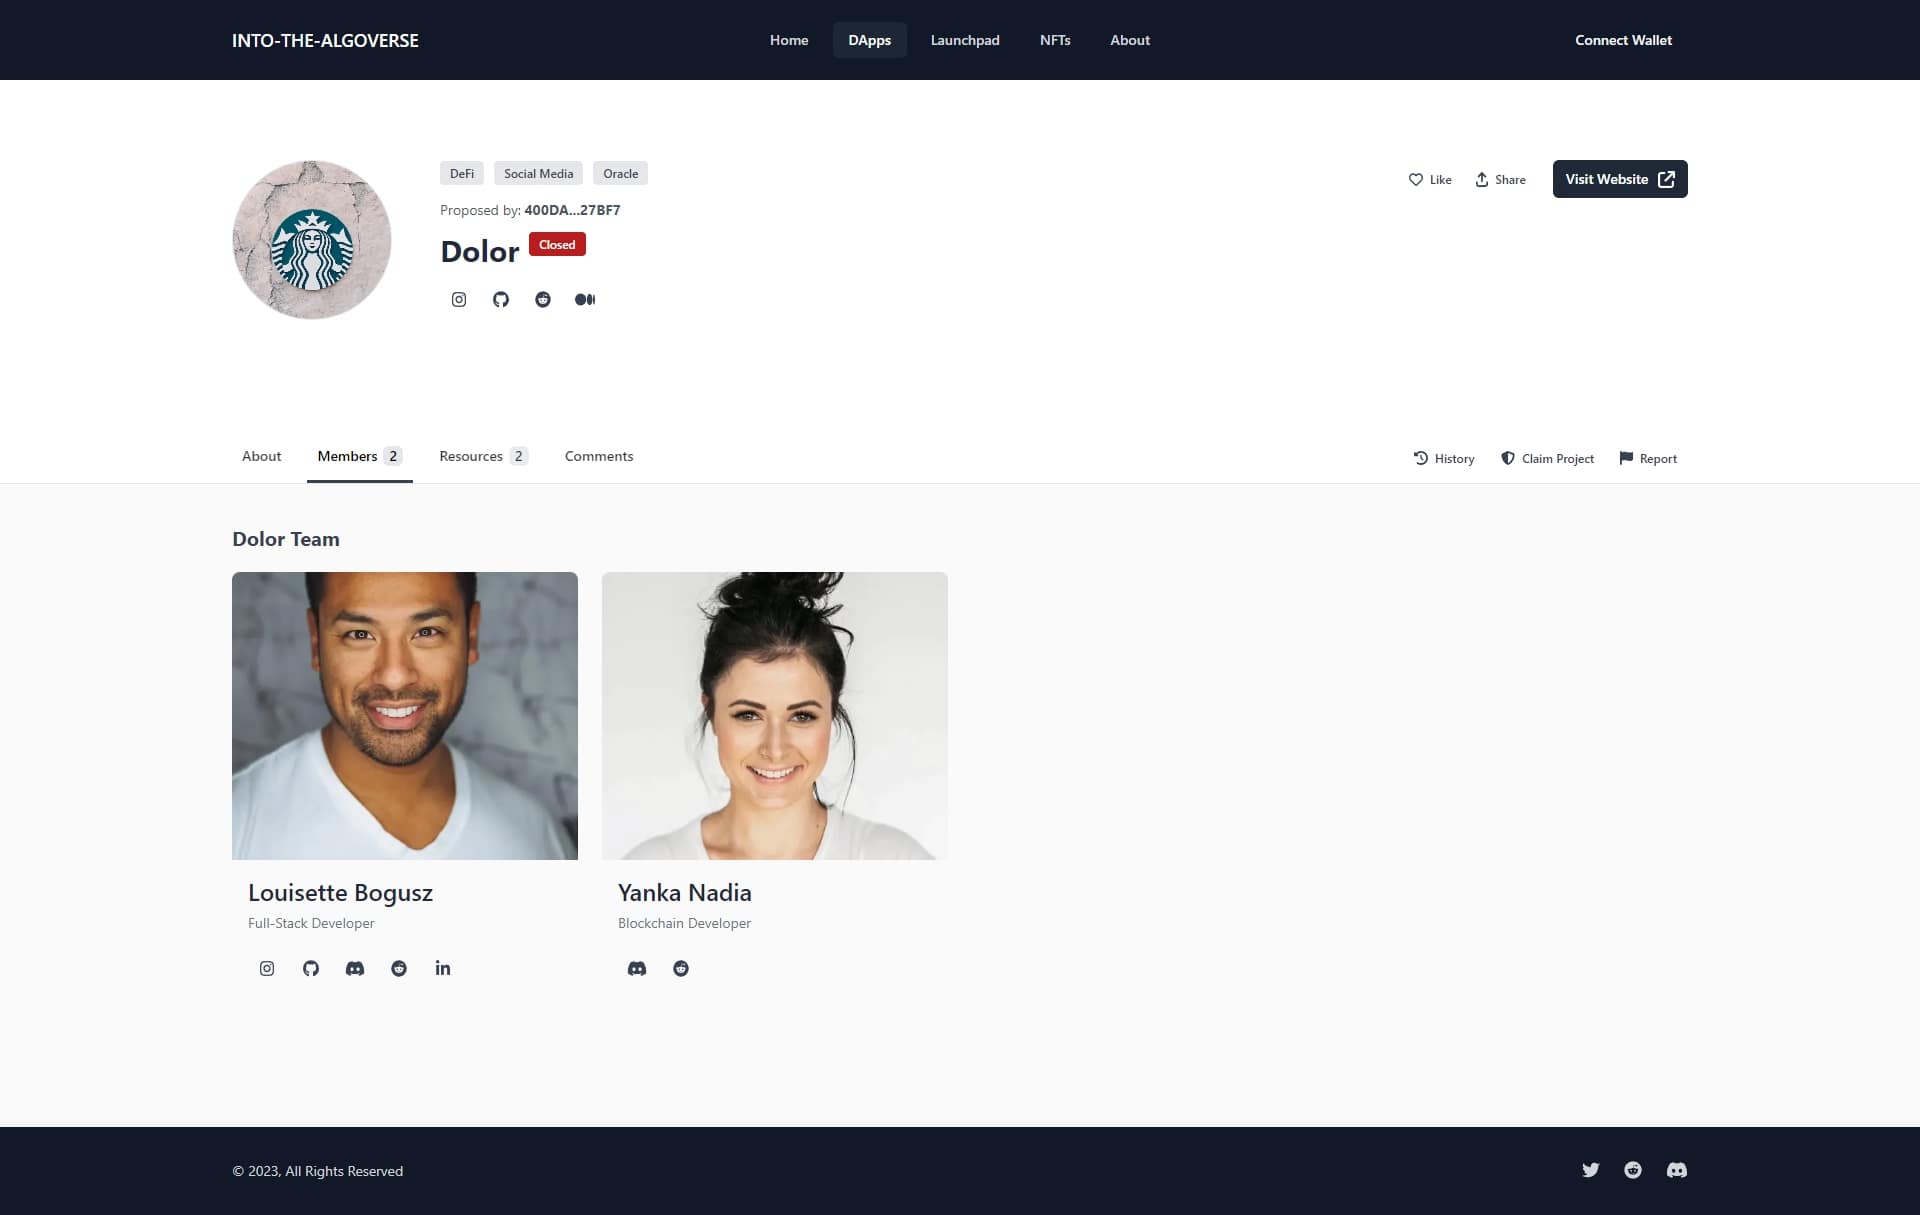 INTO-THE-ALGOVERSE
Home DApps Launchpad NFTs About
Connect Wallet
DeFi Social Media Oracle
Like Share Visit Website
Proposed by: 400DA...27BF7
Dolor Closed
About Members 2 Resources 2 Comments
History Claim Project Report
Dolor Team
Louisette Bogusz
Full-Stack Developer
Yanka Nadia
Blockchain Developer
© 2023, All Rights Reserved